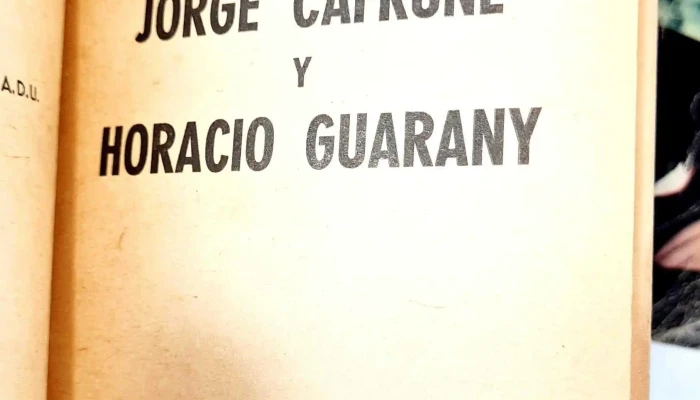 A.D.U.
JORGE CAFRUNE
Y
HORACIO GUARANY